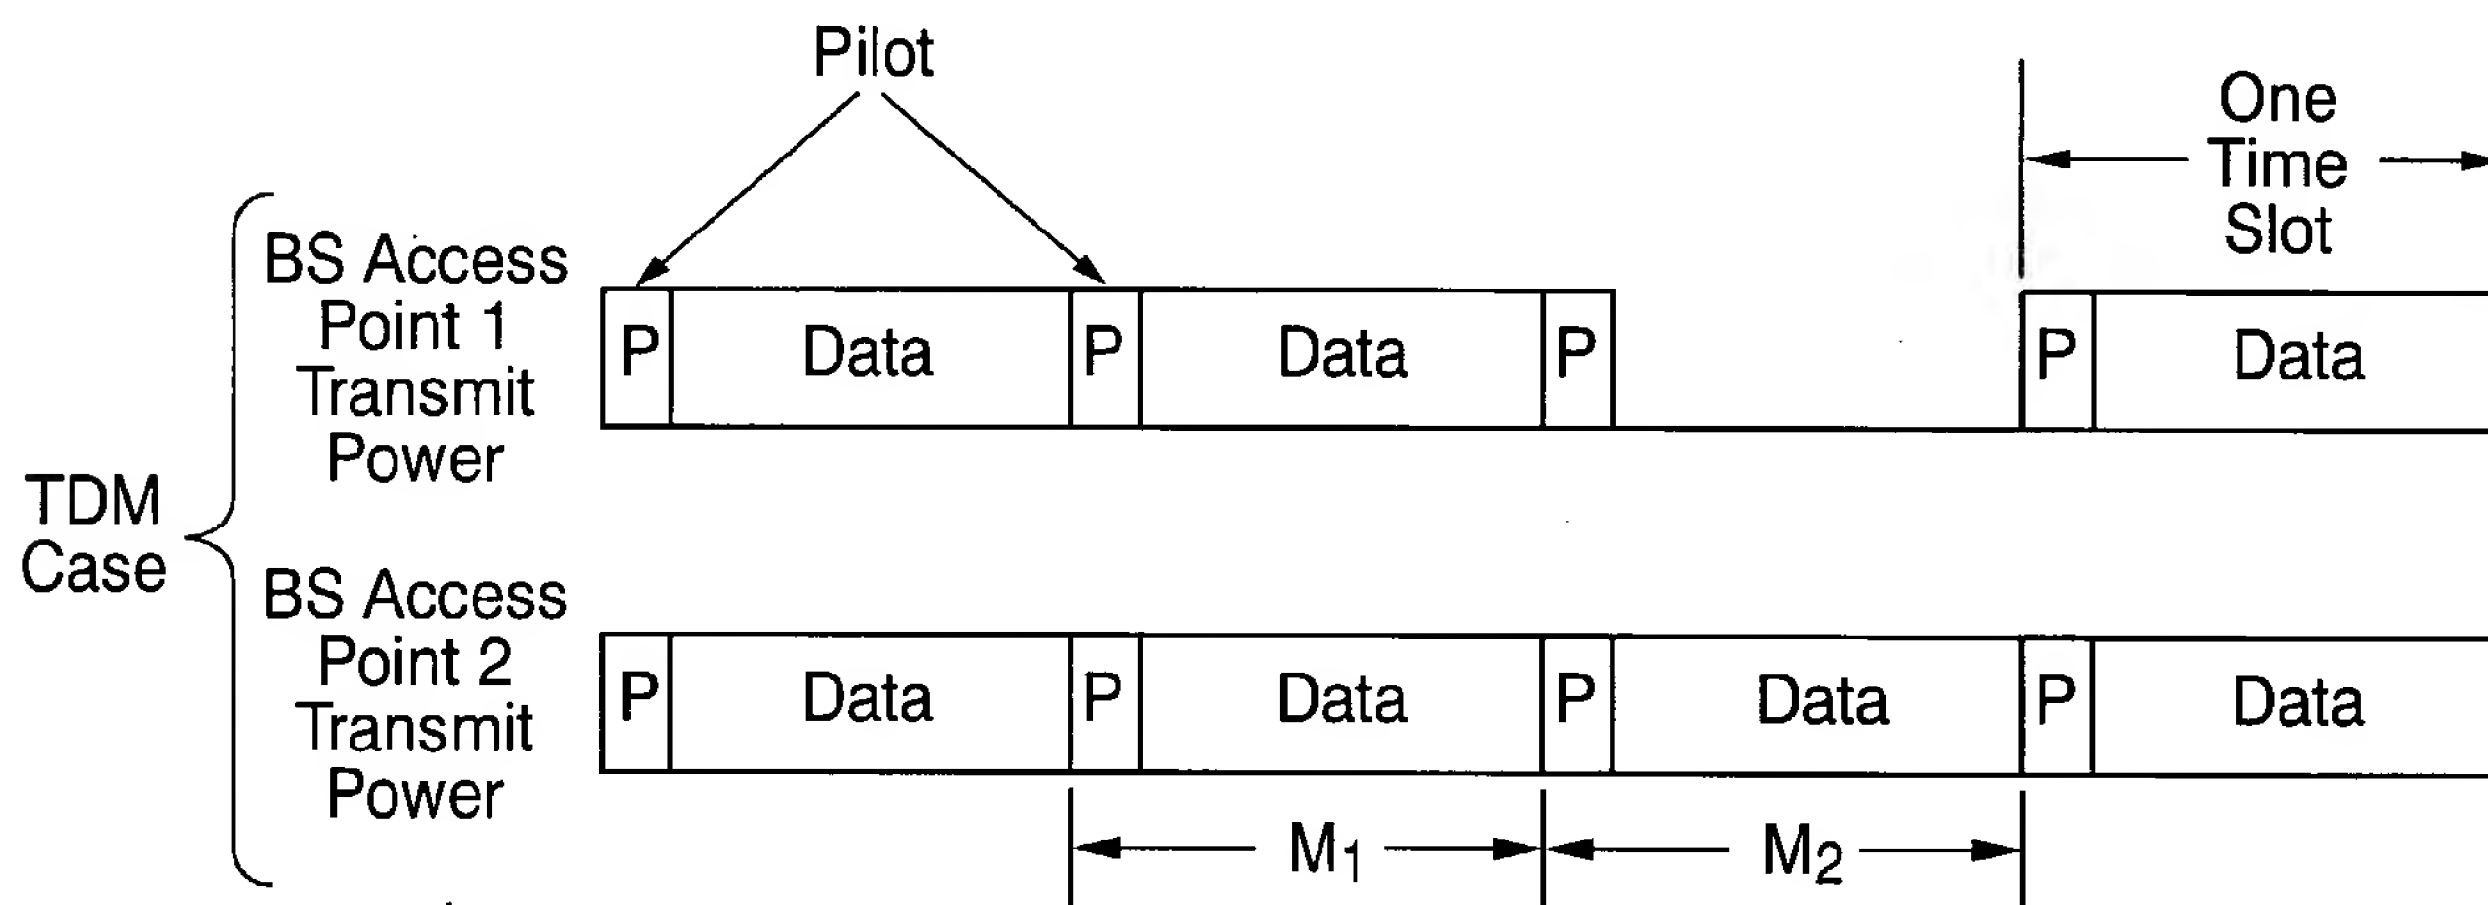 Pilot
One
Time
Slot
BS Access
Point 1
Transmit
Power
P Data P Data P P Data
TDM
Case
BS Access
Point 2
Transmit
Power
P Data P Data P Data P Data
M1 M2